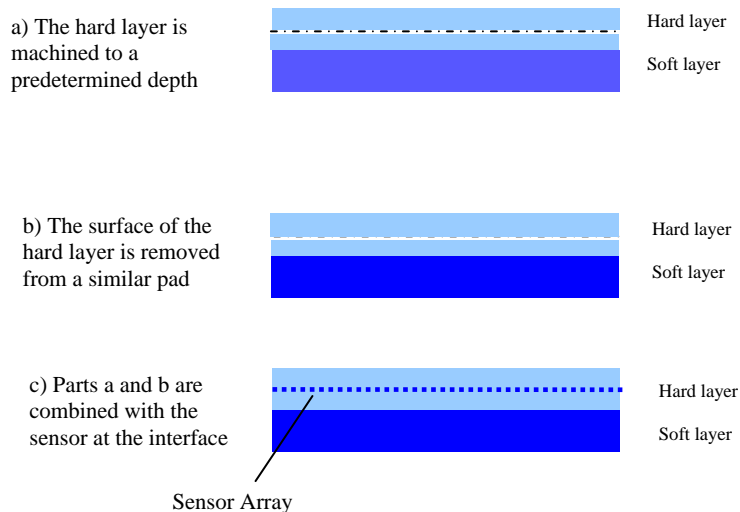 a) The hard layer is
machined to a
predetermined depth
Hard layer
Soft layer
b) The surface of the
hard layer is removed
from a similar pad
Hard layer
Soft layer
c) Parts a and b are
combined with the
sensor at the interface
Hard layer
Soft layer
Sensor Array